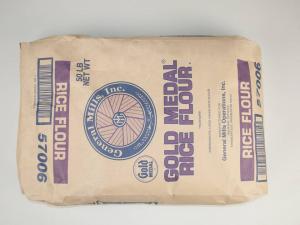 50 LB
NET WT
RICE FLOUR
57006
General Mills Inc.
Gold
MEDAL
GOLD MEDAL®
RICE FLOUR
General Mills Operations, Inc.
RICE FLOUR
57006